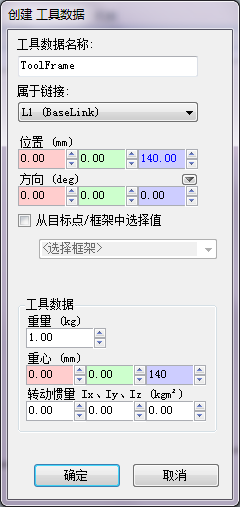 创建 工具数据
工具数据名称:
ToolFrame
属于链接:
L1 (BaseLink)
位置 (mm)
0.00 0.00 140.00
方向 (deg)
0.00 0.00 0.00
从目标点/框架中选择值
<选择框架>
工具数据
重量 (kg)
1.00
重心 (mm)
0.00 0.00 140
转动惯量 Ix、Iy、Iz (kgm²)
0.00 0.00 0.00
确定 取消